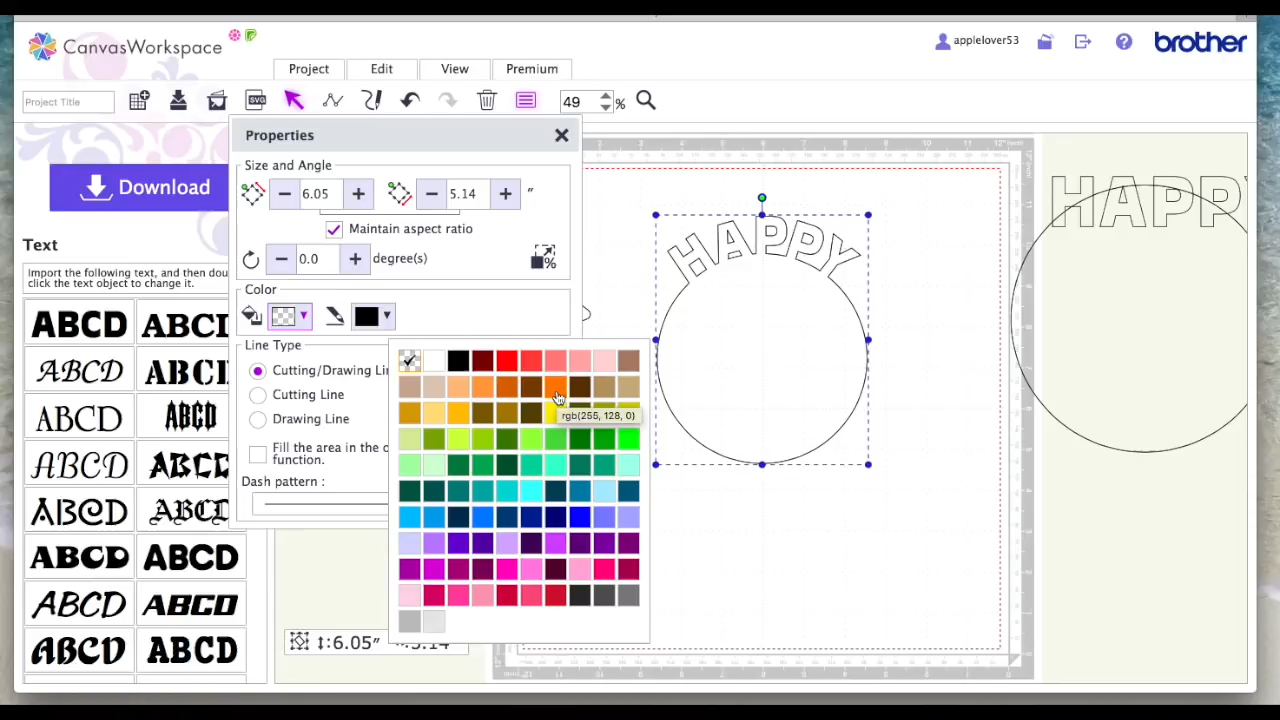 CanvasWorkspace
applelover53
brother
Project
Edit
View
Premium
Project Title
SVG
49
%
Properties
Size and Angle
6.05
5.14
"
Maintain aspect ratio
0.0
degree(s)
%
Color
Line Type
Cutting/Drawing Lin
Cutting Line
Drawing Line
Fill the area in the c
function.
Dash pattern :
rgb(255, 128, 0)
Download
Text
Import the following text, and then dou
click the text object to change it.
ABCD
ABCI
ABCD
ABCD
ABCD
ABCD
ABCD
ABCD
ABCD
ABCD
ABCD
ABCD
ABCD
ABCD
ABCD
ABCD
HAPPY
HAPPY
:6.05"